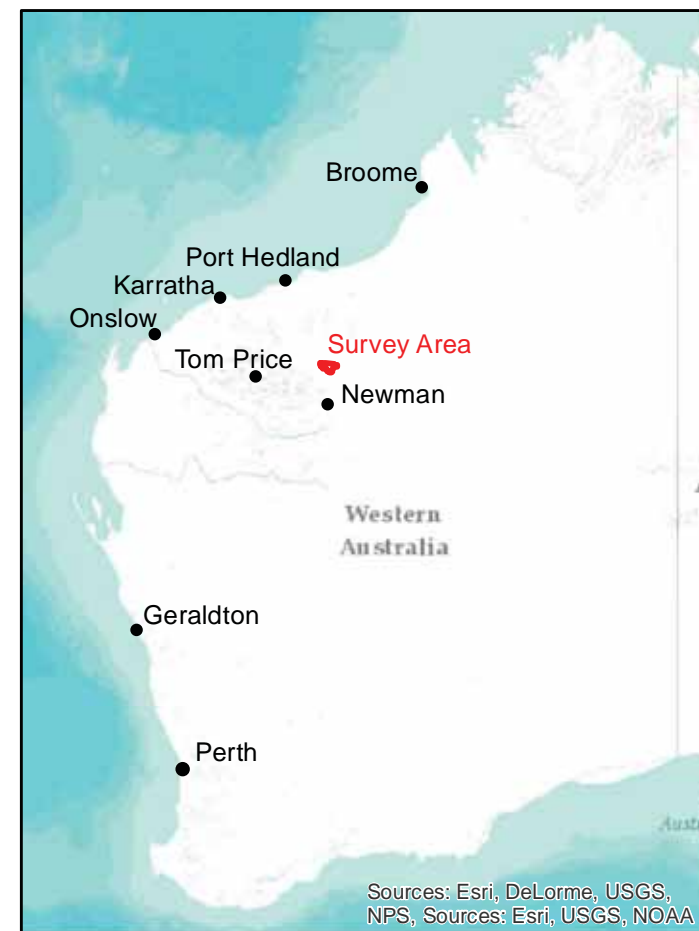 Broome
Port Hedland
Karratha
Onslow
Survey Area
Tom Price
Newman
Western
Australia
Geraldton
Perth
Sources: Esri, DeLorme, USGS,
NPS, Sources: Esri, USGS, NOAA